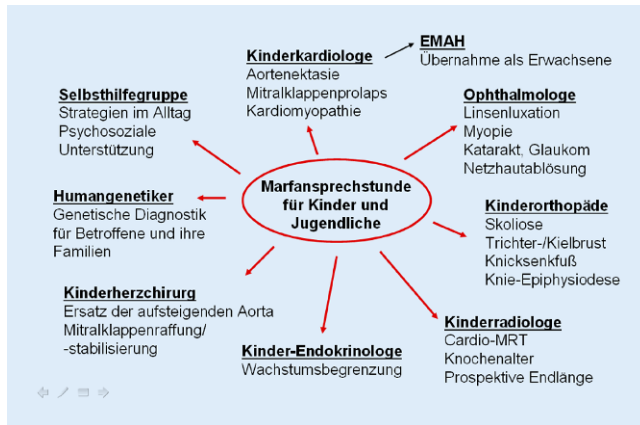 Kinderkardiologe
Aortenektasie
Mitralklappenprolaps
Kardiomyopathie
EMAH
Übernahme als Erwachsene
Selbsthilfegruppe
Strategien im Alltag
Psychosoziale
Unterstützung
Ophthalmologe
Linsenluxation
Myopie
Katarakt, Glaukom
Netzhautablösung
Marfansprechstunde
für Kinder und
Jugendliche
Humangenetiker
Genetische Diagnostik
für Betroffene und ihre
Familien
Kinderorthopäde
Skoliose
Trichter-/Kielbrust
Knicksenkfuß
Knie-Epiphysiodese
Kinderherzchirurg
Ersatz der aufsteigenden Aorta
Mitralklappenraffung/
-stabilisierung
Kinder-Endokrinologe
Wachstumsbegrenzung
Kinderradiologe
Cardio-MRT
Knochenalter
Prospektive Endlänge